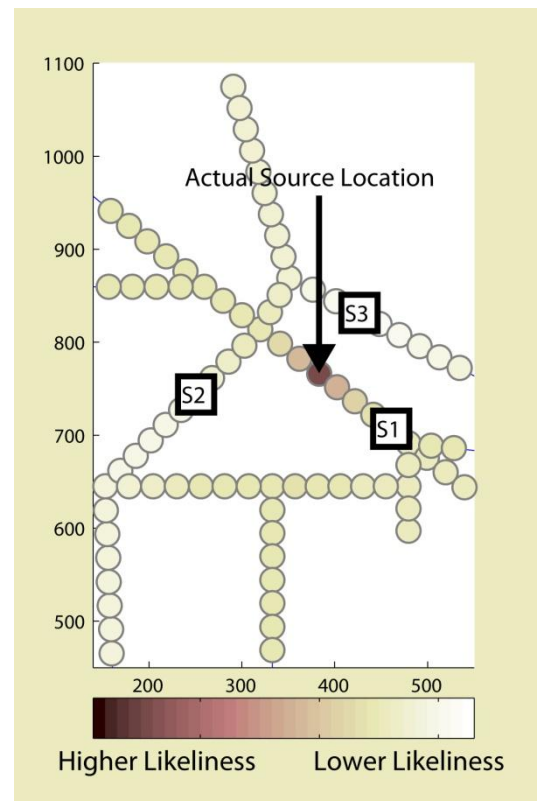 1100
1000
Actual Source Location
900
S3
800
S2
S1
700
600
500
200 300 400 500
Higher Likeliness Lower Likeliness